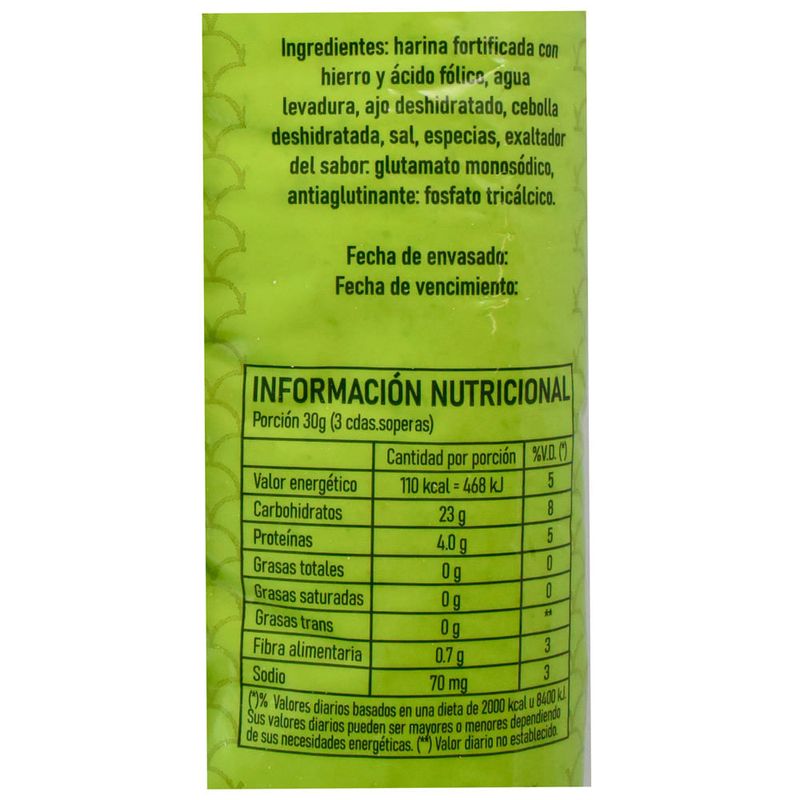 Ingredientes: harina fortificada con
hierro y ácido fólico, agua
levadura, ajo deshidratado, cebolla
deshidratada, sal, especias, exaltador
del sabor: glutamato monosódico,
antiaglutinante: fosfato tricálcico.
Fecha de envasado:
Fecha de vencimiento:
INFORMACIÓN NUTRICIONAL
Porción 30g (3 cdas.soperas)
Cantidad por porción %V.D. (*)
Valor energético 110 kcal = 468 kJ 5
Carbohidratos 23 g 8
Proteínas 4.0 g 5
Grasas totales 0 g 0
Grasas saturadas 0 g 0
Grasas trans 0 g **
Fibra alimentaria 0.7 g 3
Sodio 70 mg 3
(*)% Valores diarios basados en una dieta de 2000 kcal u 8400 kJ.
Sus valores diarios pueden ser mayores o menores dependiendo
de sus necesidades energéticas. (**) Valor diario no establecido.